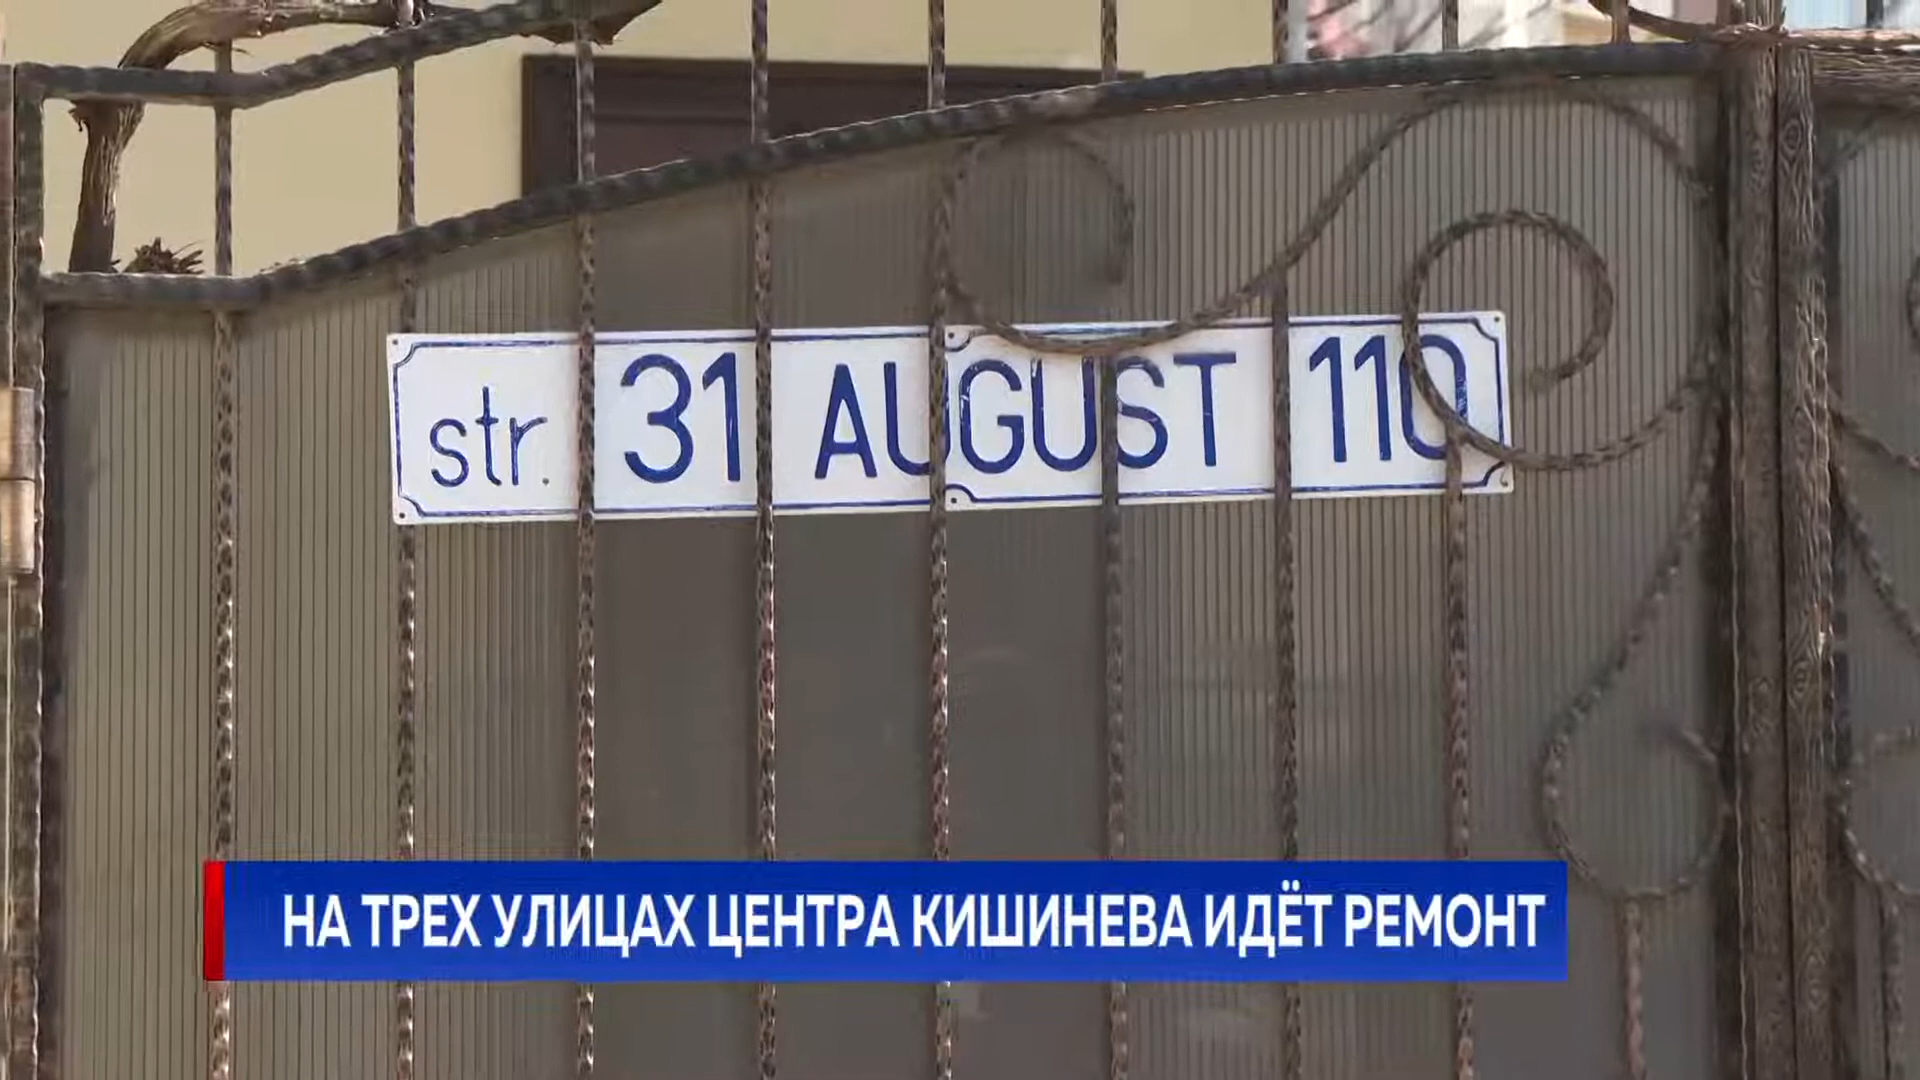 str. 31 AUGUST 110
НА ТРЕХ УЛИЦАХ ЦЕНТРА КИШИНЕВА ИДЁТ РЕМОНТ